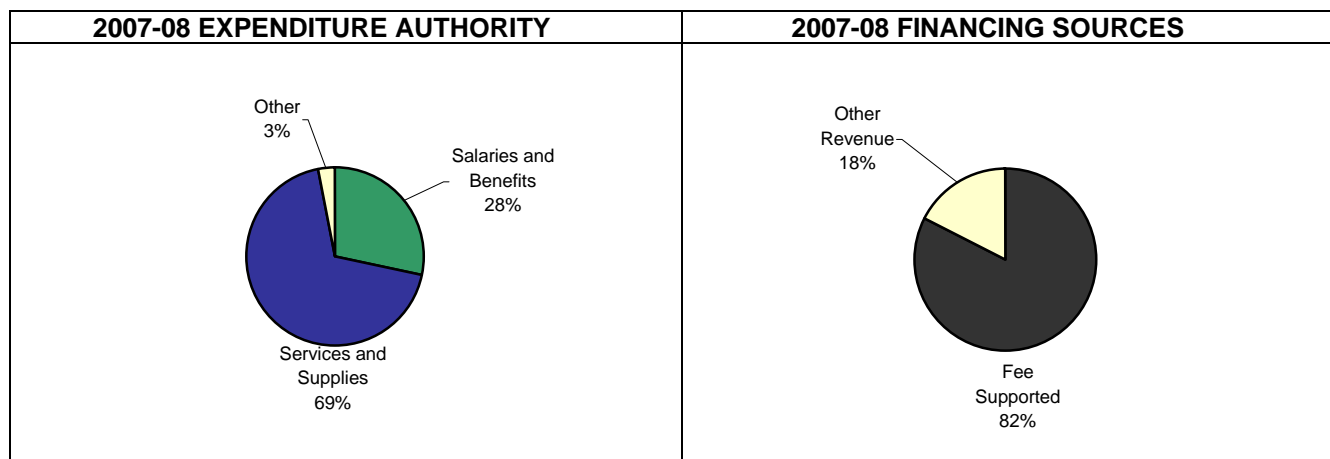 2007-08 EXPENDITURE AUTHORITY
Other
3%
Salaries and
Benefits
28%
Services and
Supplies
69%
2007-08 FINANCING SOURCES
Other
Revenue
18%
Fee
Supported
82%